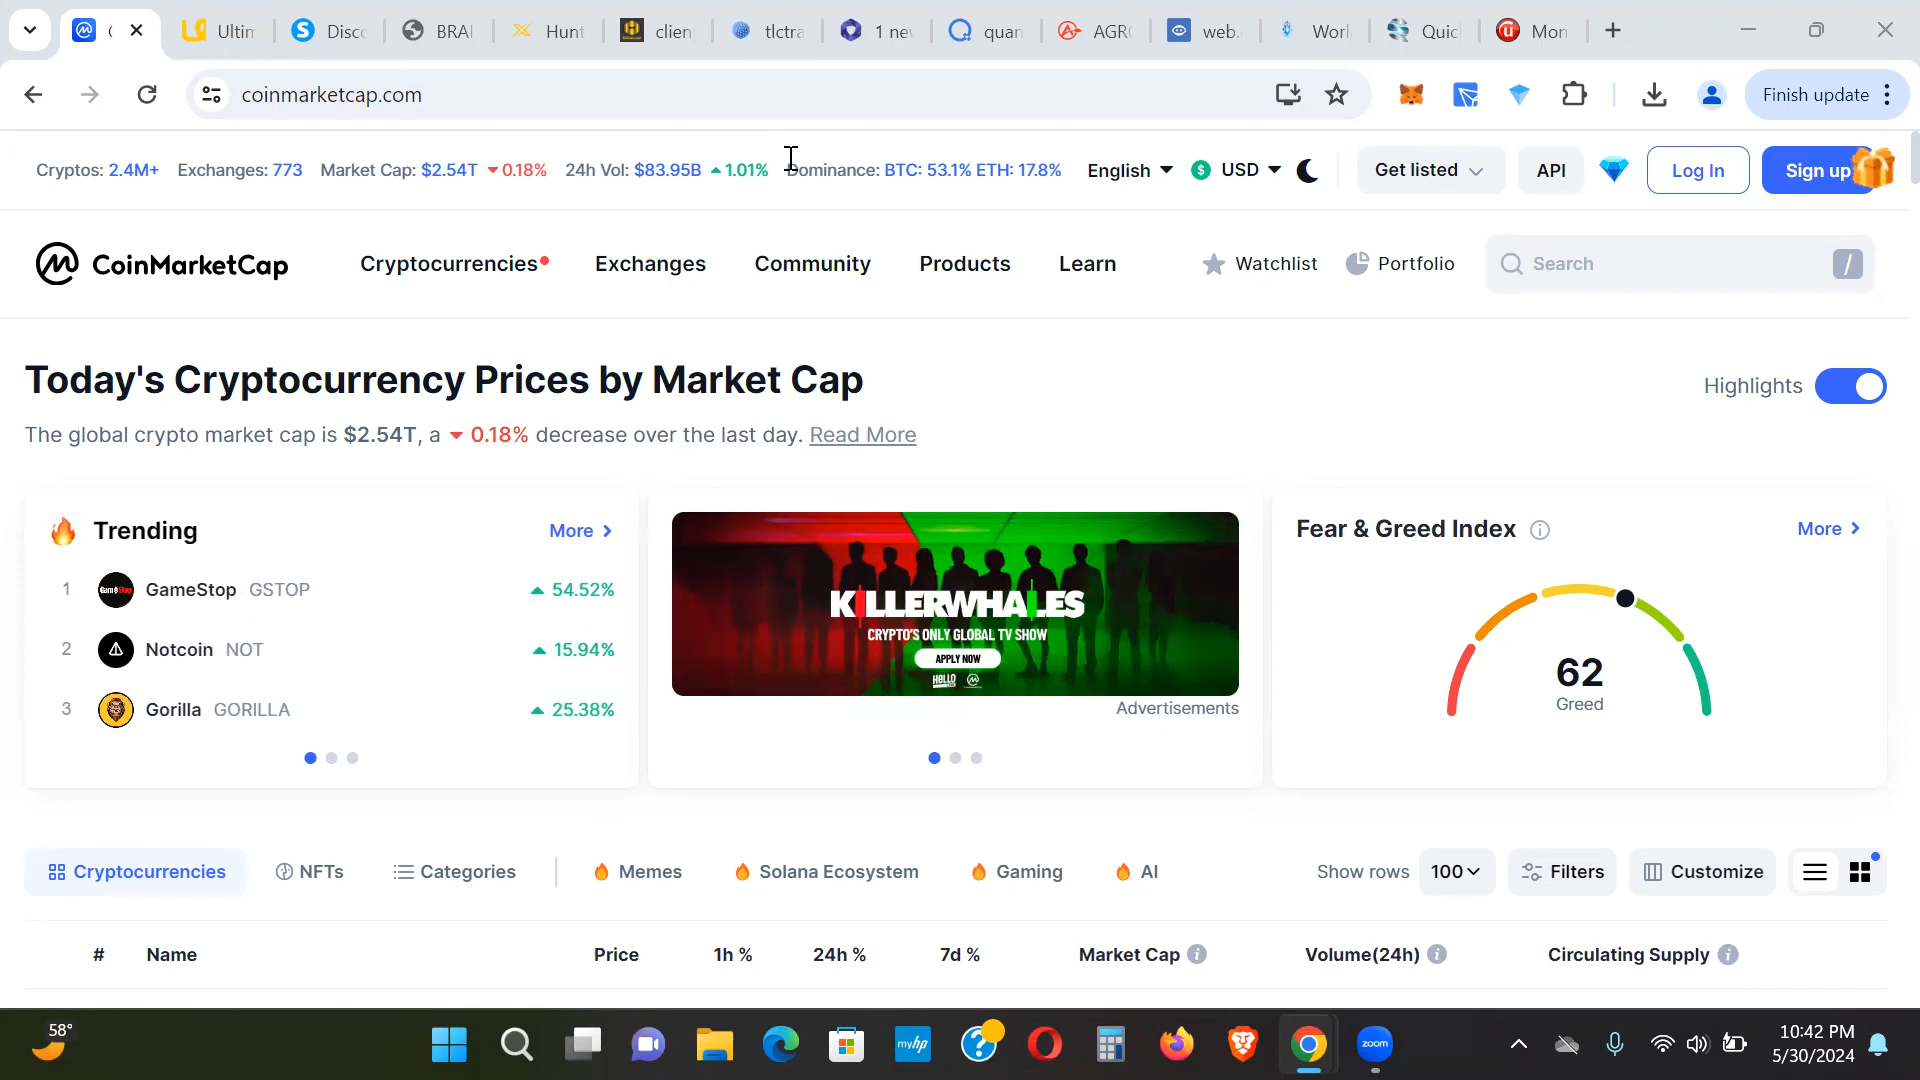 ( Ultim Disco BRAI Hunt clien tlctra 1 nev quan AGRO web. Worl Quic Mon
coinmarketcap.com Finish update
Cryptos: 2.4M+ Exchanges: 773 Market Cap: $2.54T 0.18% 24h Vol: $83.95B 1.01% Dominance: BTC: 53.1% ETH: 17.8% English USD Get listed API Log In Sign up
CoinMarketCap Cryptocurrencies Exchanges Community Products Learn Watchlist Portfolio Search /
Today's Cryptocurrency Prices by Market Cap Highlights
The global crypto market cap is $2.54T, a 0.18% decrease over the last day. Read More
Trending More
1 GameStop GSTOP 54.52%
2 Notcoin NOT 15.94%
3 Gorilla GORILLA 25.38%
KILLERWHALES
CRYPTO'S ONLY GLOBAL TV SHOW
APPLY NOW
HELLO
Advertisements
Fear & Greed Index More
62
Greed
Cryptocurrencies NFTs Categories Memes Solana Ecosystem Gaming AI Show rows 100 Filters Customize
# Name Price 1h % 24h % 7d % Market Cap Volume(24h) Circulating Supply
58° myhp zoom 10:42 PM
5/30/2024